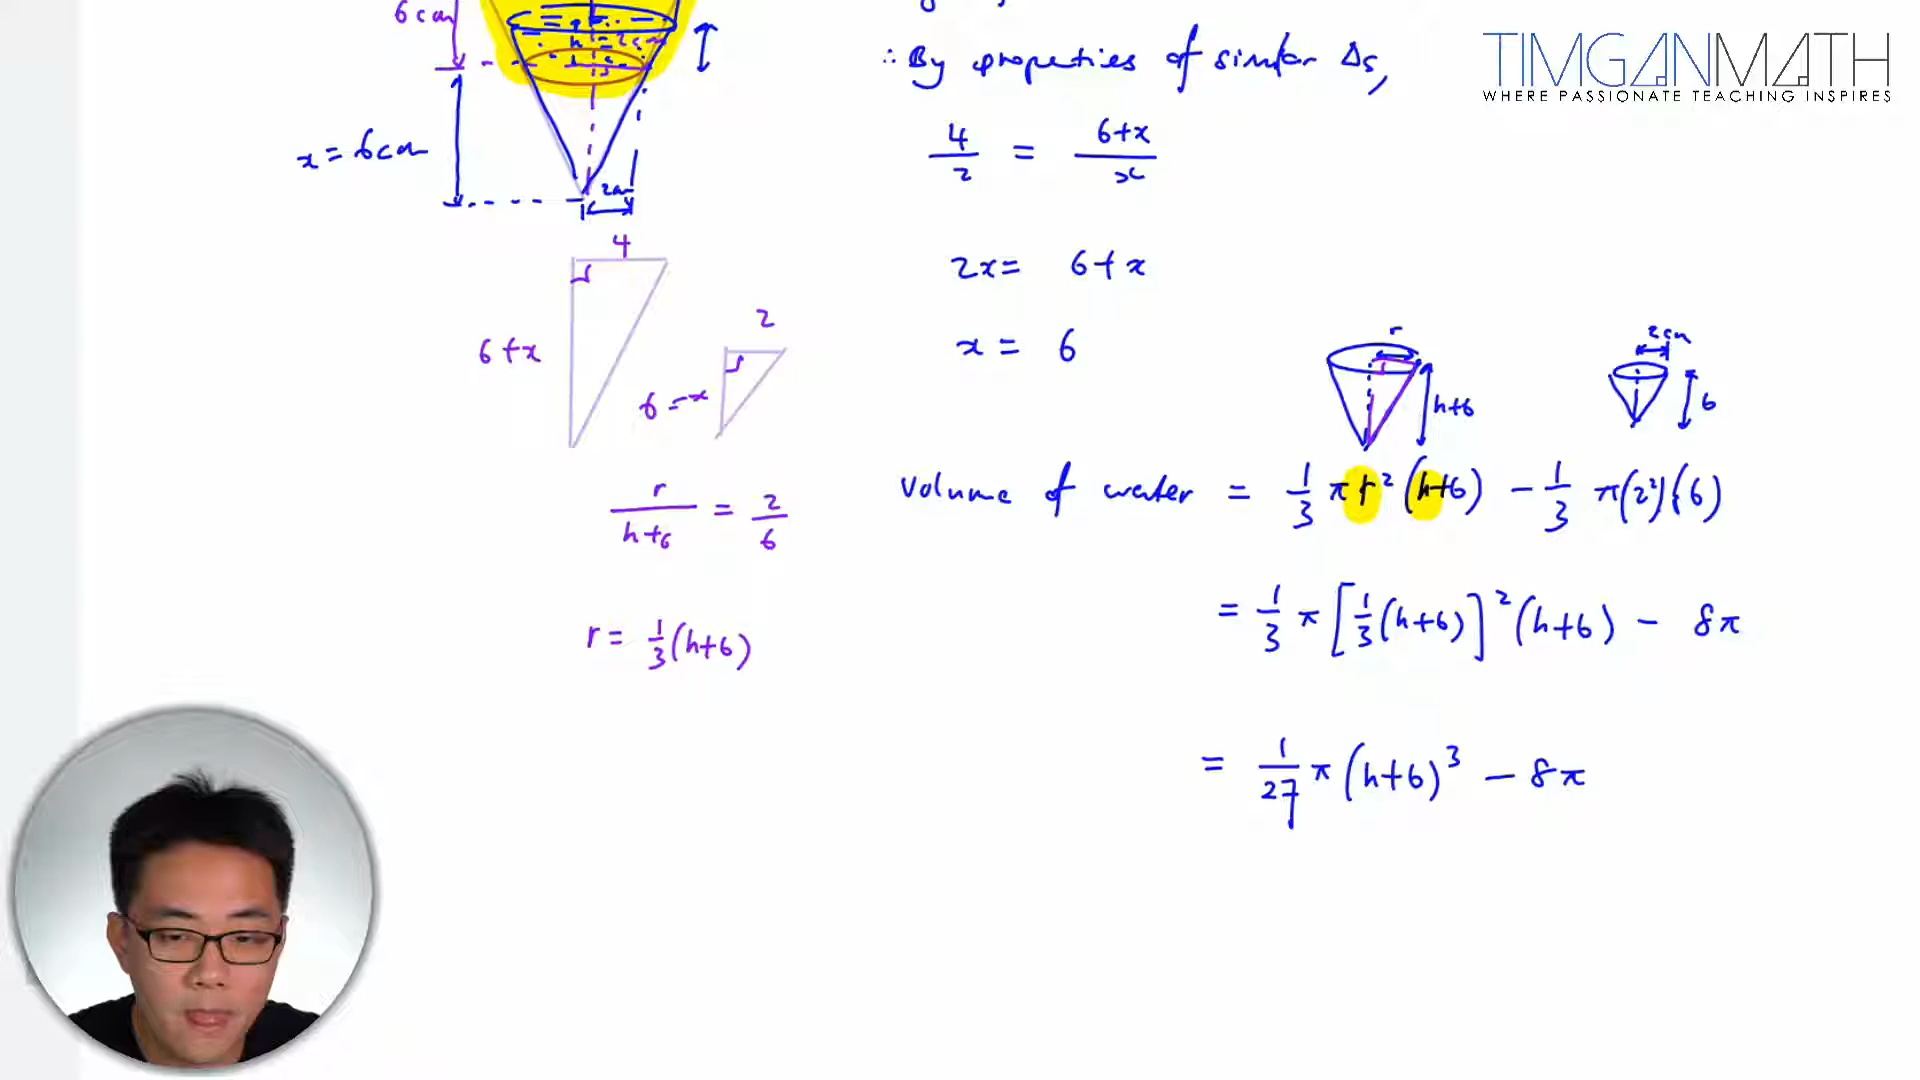 6cm
h = 2cm
∴ By properties of similar Δs,
TIMGANMATH
WHERE PASSIONATE TEACHING INSPIRES
4/2 = (6+x)/x
x = 6cm
2cm
4
2x = 6+x
2
6+x
x = 6
r
2cm
6 = x
h+6
6
Volume of water = 1/3 π r² (h+6) - 1/3 π(2²)(6)
r/(h+6) = 2/6
= 1/3 π [1/3(h+6)]² (h+6) - 8π
r = 1/3(h+6)
= 1/27 π (h+6)³ - 8π